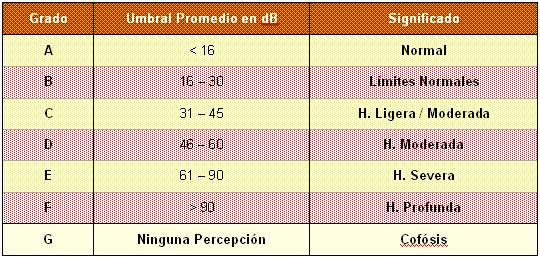 Grado Umbral Promedio en dB Significado
A < 16 Normal
B 16 – 30 Límites Normales
C 31 – 45 H. Ligera / Moderada
D 46 – 60 H. Moderada
E 61 – 90 H. Severa
F > 90 H. Profunda
G Ninguna Percepción Cofósis